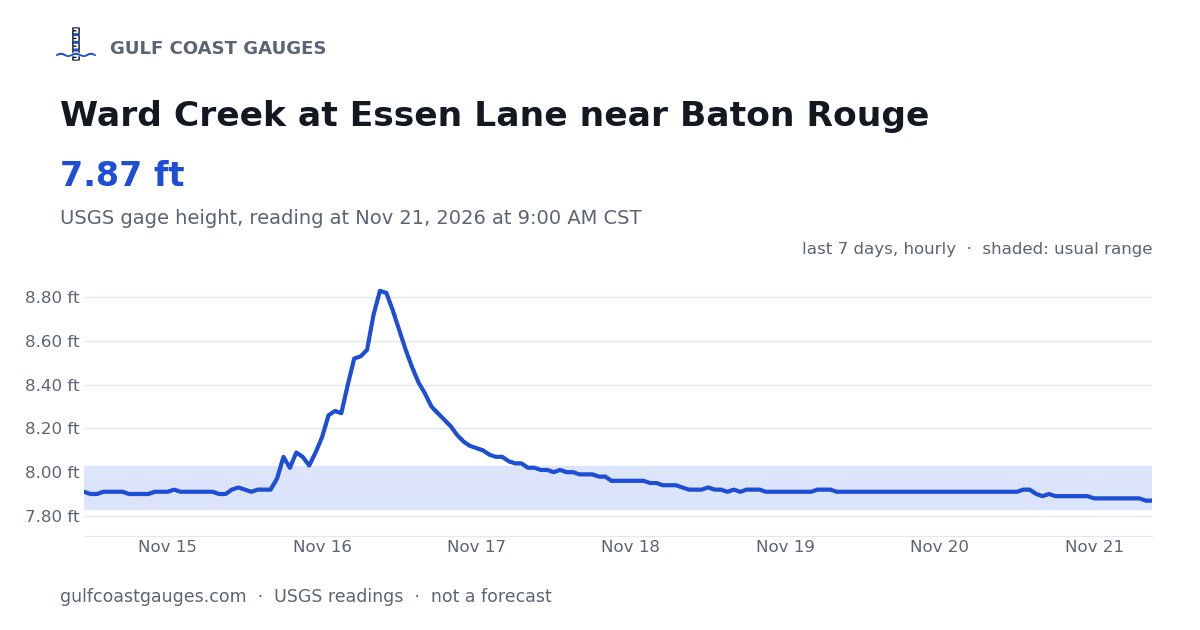 GULF COAST GAUGES
Ward Creek at Essen Lane near Baton Rouge
7.87 ft
USGS gage height, reading at Nov 21, 2026 at 9:00 AM CST
last 7 days, hourly · shaded: usual range
8.80 ft
8.60 ft
8.40 ft
8.20 ft
8.00 ft
7.80 ft
Nov 15 Nov 16 Nov 17 Nov 18 Nov 19 Nov 20 Nov 21
gulfcoastgauges.com · USGS readings · not a forecast